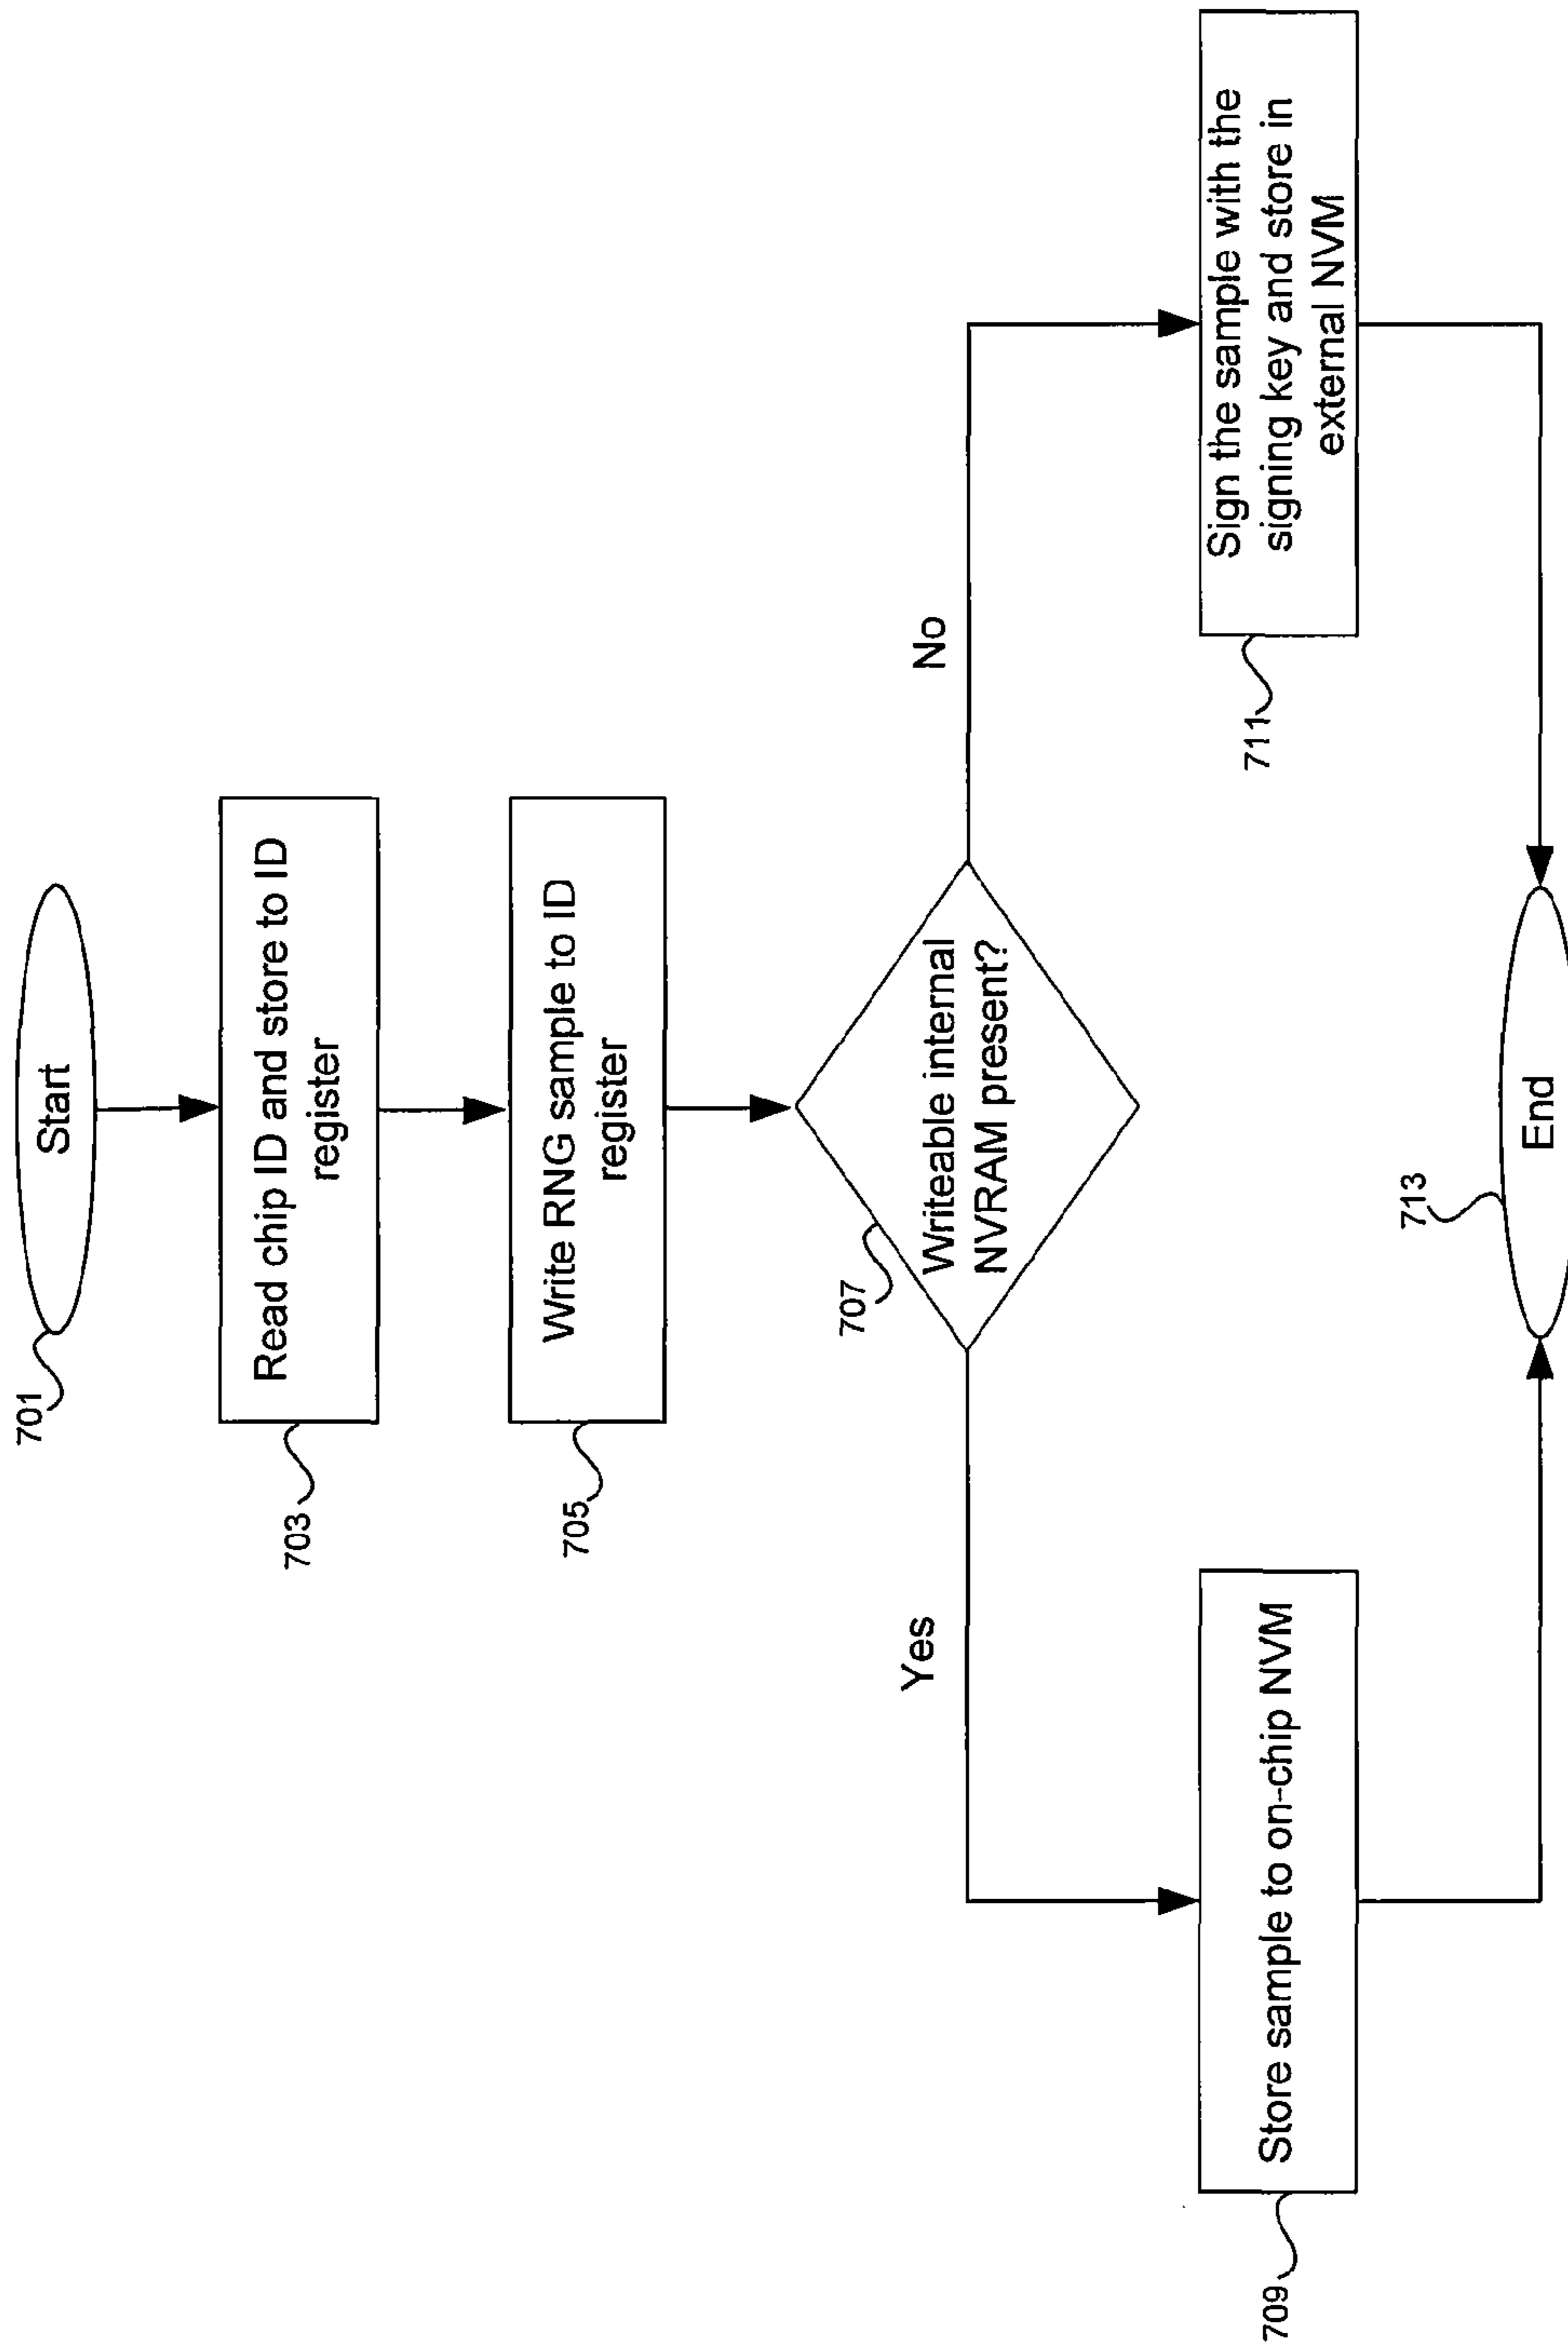 701
Start
703
Read chip ID and store to ID
register
705
Write RNG sample to ID
register
707
Writeable internal
NVRAM present?
Yes
No
709
Store sample to on-chip NVM
711
Sign the sample with the
signing key and store in
external NVM
713
End